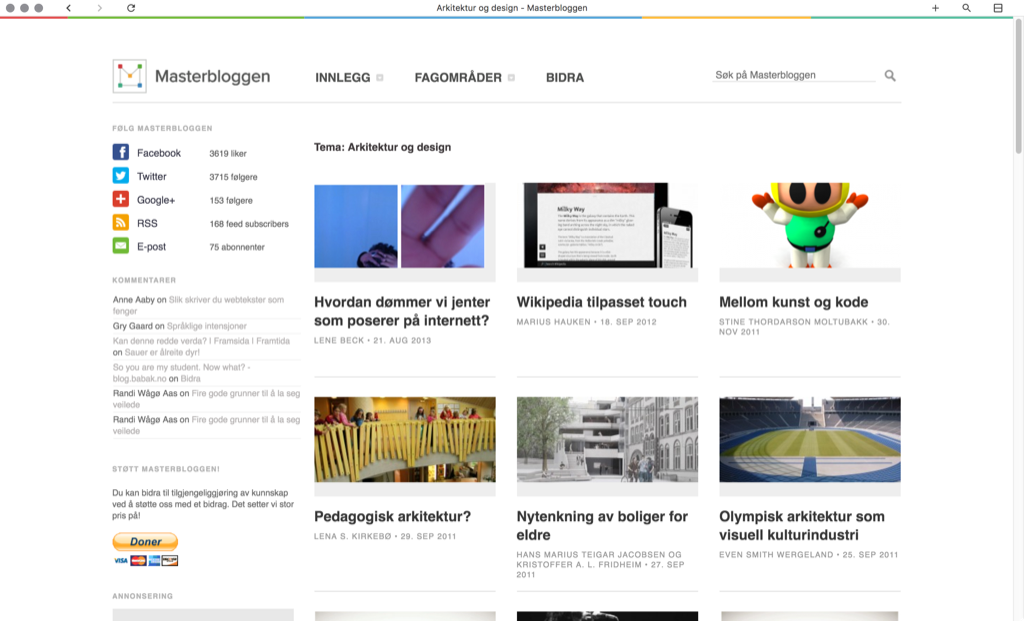 Arkitektur og design - Masterbloggen
Masterbloggen
INNLEGG
FAGOMRÅDER
BIDRA
Søk på Masterbloggen
FØLG MASTERBLOGGEN
Facebook 3619 liker
Twitter 3715 følgere
Google+ 153 følgere
RSS 168 feed subscribers
E-post 75 abonnenter
KOMMENTARER
Anne Aaby on Slik skriver du webtekster som
fenger
Gry Gaard on Språklige intensjoner
Kan denne redde verda? | Framsida | Framtida
on Sauer er ålreite dyr!
So you are my student. Now what? -
blog.babak.no on Bidra
Randi Wågø Aas on Fire gode grunner til å la seg
veilede
Randi Wågø Aas on Fire gode grunner til å la seg
veilede
STØTT MASTERBLOGGEN!
Du kan bidra til tilgjengeliggjøring av kunnskap
ved å støtte oss med et bidrag. Det setter vi stor
pris på!
Doner
VISA
ANNONSERING
Tema: Arkitektur og design
Hvordan dømmer vi jenter
som poserer på internett?
LENE BECK • 21. AUG 2013
Milky Way
Wikipedia tilpasset touch
MARIUS HAUKEN • 18. SEP 2012
Mellom kunst og kode
STINE THORDARSON MOLTUBAKK • 30.
NOV 2011
Pedagogisk arkitektur?
LENA S. KIRKEBØ • 29. SEP 2011
Nytenkning av boliger for
eldre
HANS MARIUS TEIGAR JACOBSEN OG
KRISTOFFER A. L. FRIDHEIM • 27. SEP
2011
Olympisk arkitektur som
visuell kulturindustri
EVEN SMITH WERGELAND • 25. SEP 2011